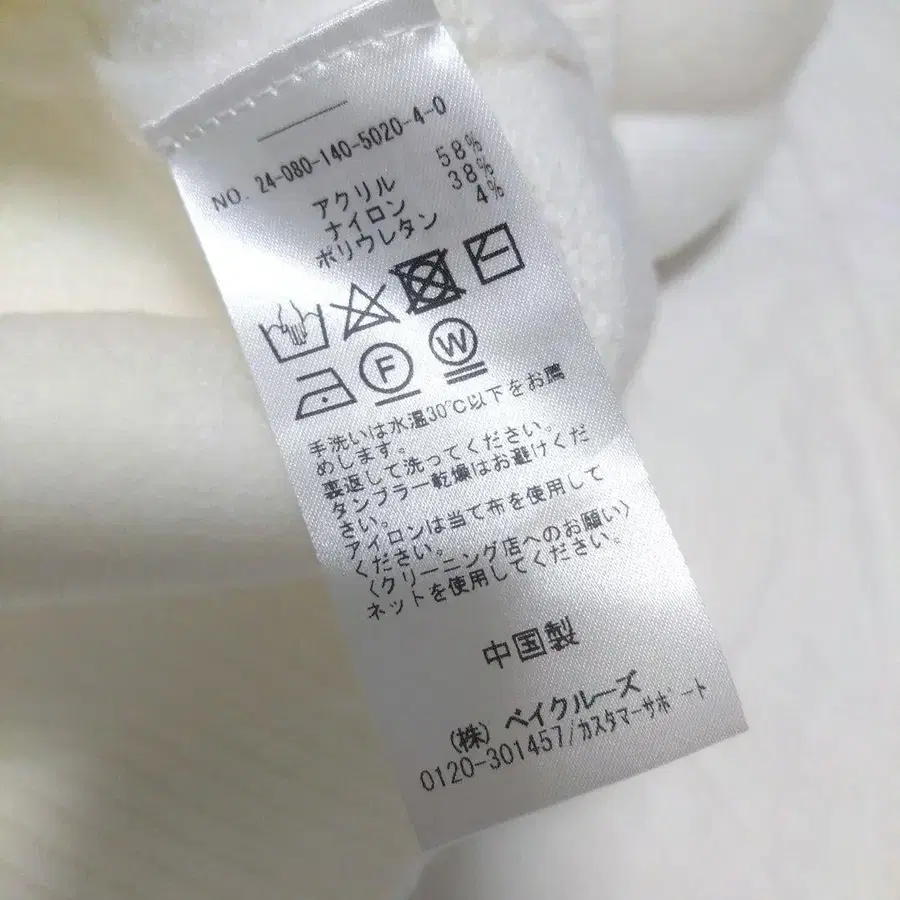 NO. 24-080-140-5020-4-0
アクリル 58%
ナイロン 38%
ポリウレタン 4%
F W
手洗いは水温30℃以下をお薦
めします。
裏返して洗ってください。
タンブラー乾燥はお避けくだ
さい。
アイロンは当て布を使用して
ください。
〈クリーニング店へのお願い〉
ネットを使用してください。
中国製
(株) ベイクルーズ
0120-301457/カスタマーサポート